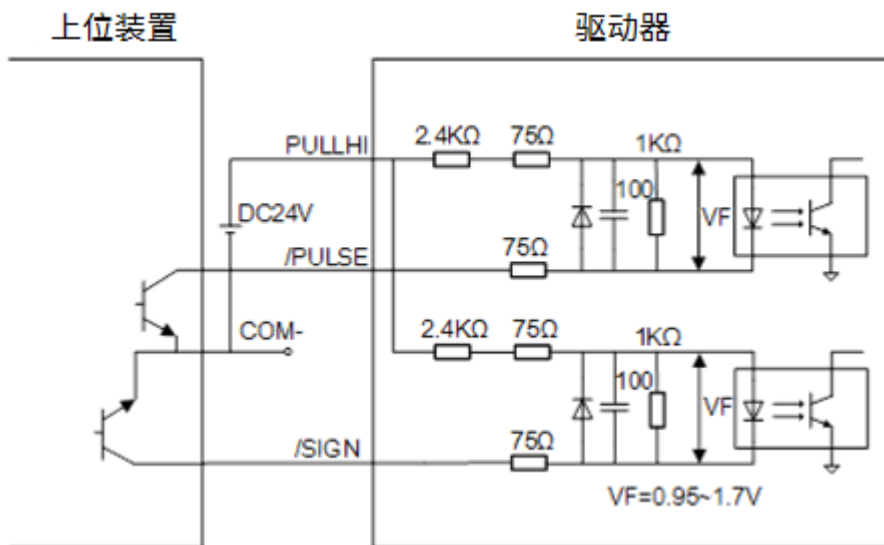 上位装置
驱动器
PULLHI
2.4KΩ
75Ω
1KΩ
100
DC24V
VF
/PULSE
75Ω
COM-
2.4KΩ
75Ω
1KΩ
100
VF
75Ω
/SIGN
VF=0.95~1.7V